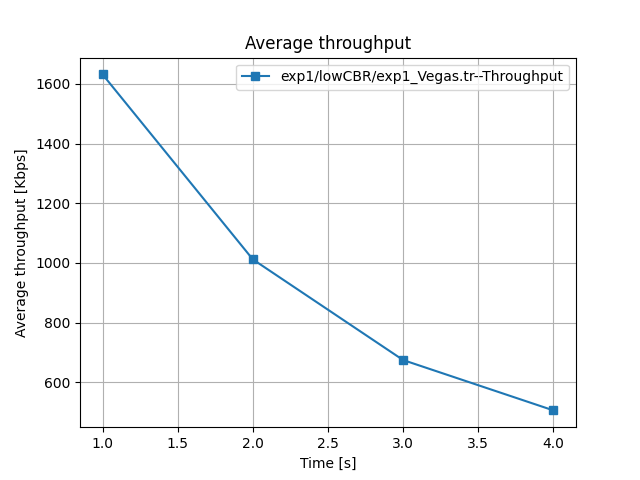 Average throughput
exp1/lowCBR/exp1_Vegas.tr--Throughput
Average throughput [Kbps]
1600
1400
1200
1000
800
600
1.0 1.5 2.0 2.5 3.0 3.5 4.0
Time [s]